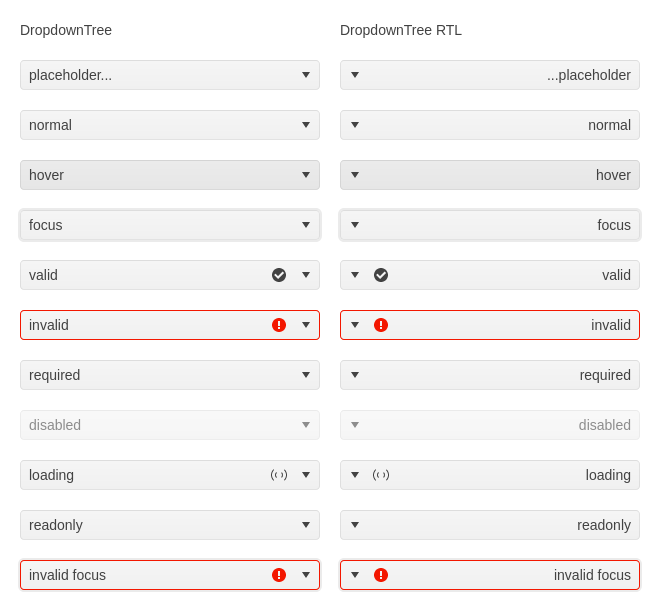 DropdownTree
placeholder...
normal
hover
focus
valid
invalid
required
disabled
loading
readonly
invalid focus
DropdownTree RTL
...placeholder
normal
hover
focus
valid
invalid
required
disabled
loading
readonly
invalid focus